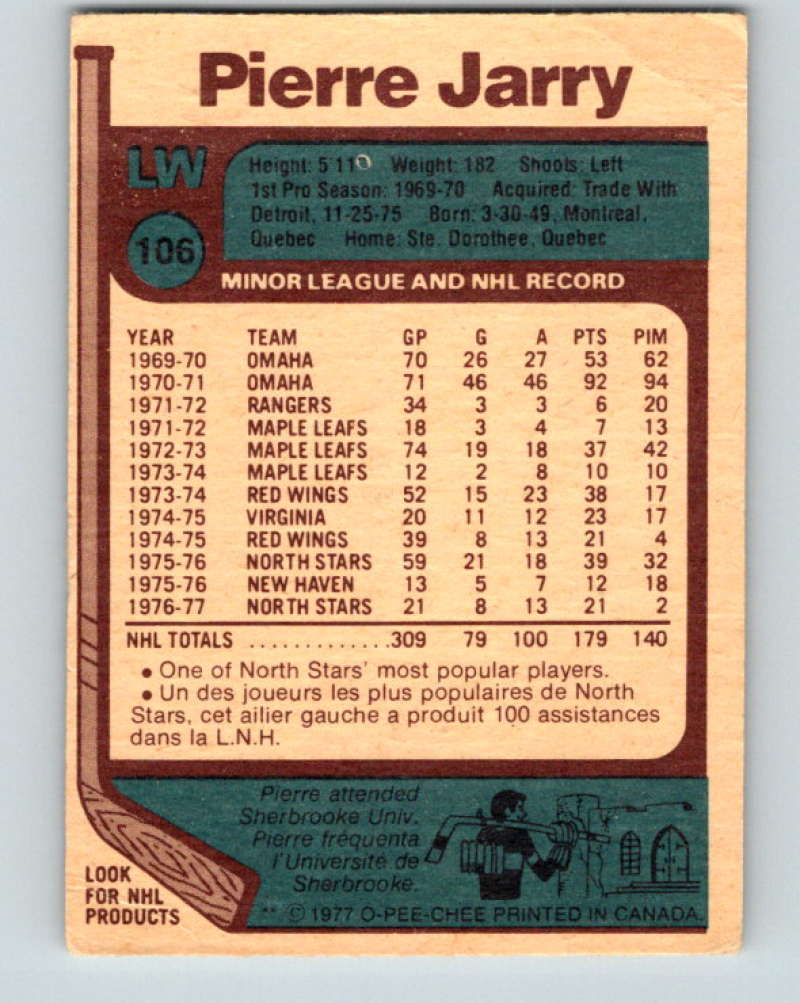 Pierre Jarry
LW
Height: 5'11" Weight: 182 Shoots: Left
1st Pro Season: 1969-70 Acquired: Trade With
Detroit, 11-25-75 Born: 3-30-49, Montreal,
Quebec Home: Ste. Dorothee, Quebec
106
MINOR LEAGUE AND NHL RECORD
YEAR TEAM GP G A PTS PIM
1969-70 OMAHA 70 26 27 53 62
1970-71 OMAHA 71 46 46 92 94
1971-72 RANGERS 34 3 3 6 20
1971-72 MAPLE LEAFS 18 3 4 7 13
1972-73 MAPLE LEAFS 74 19 18 37 42
1973-74 MAPLE LEAFS 12 2 8 10 10
1973-74 RED WINGS 52 15 23 38 17
1974-75 VIRGINIA 20 11 12 23 17
1974-75 RED WINGS 39 8 13 21 4
1975-76 NORTH STARS 59 21 18 39 32
1975-76 NEW HAVEN 13 5 7 12 18
1976-77 NORTH STARS 21 8 13 21 2
NHL TOTALS .............309 79 100 179 140
• One of North Stars' most popular players.
• Un des joueurs les plus populaires de North
Stars, cet ailier gauche a produit 100 assistances
dans la L.N.H.
Pierre attended
Sherbrooke Univ.
Pierre fréquenta
l'Université de
Sherbrooke.
LOOK
FOR NHL
PRODUCTS
** © 1977 O-PEE-CHEE PRINTED IN CANADA.